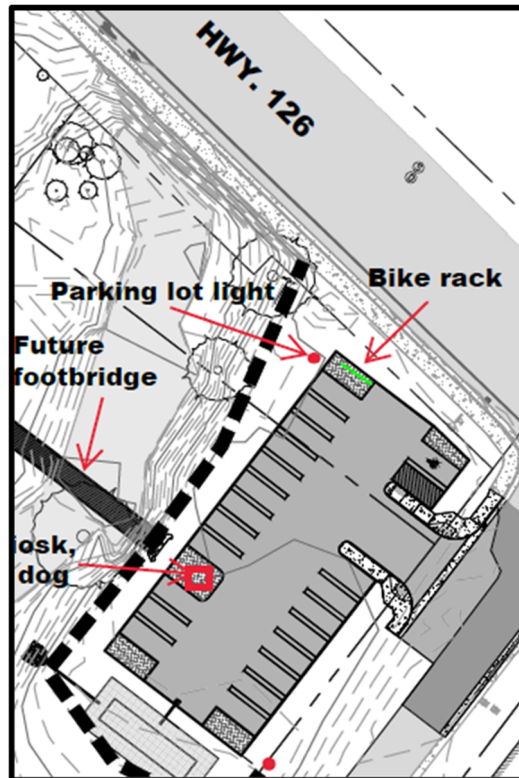 HWY. 126
Parking lot light
Bike rack
Future
footbridge
iosk,
dog